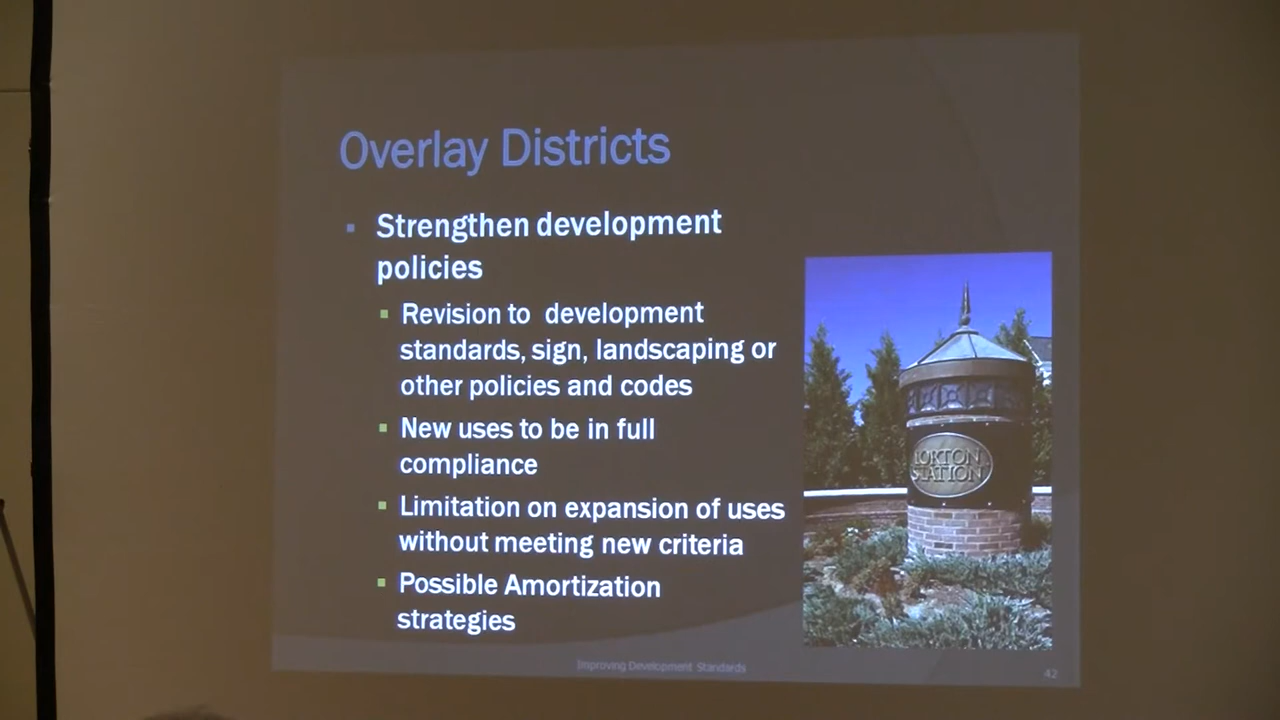 Overlay Districts
Strengthen development
policies
Revision to development
standards, sign, landscaping or
other policies and codes
New uses to be in full
compliance
Limitation on expansion of uses
without meeting new criteria
Possible Amortization
strategies
STATION
Improving Development Standards
42